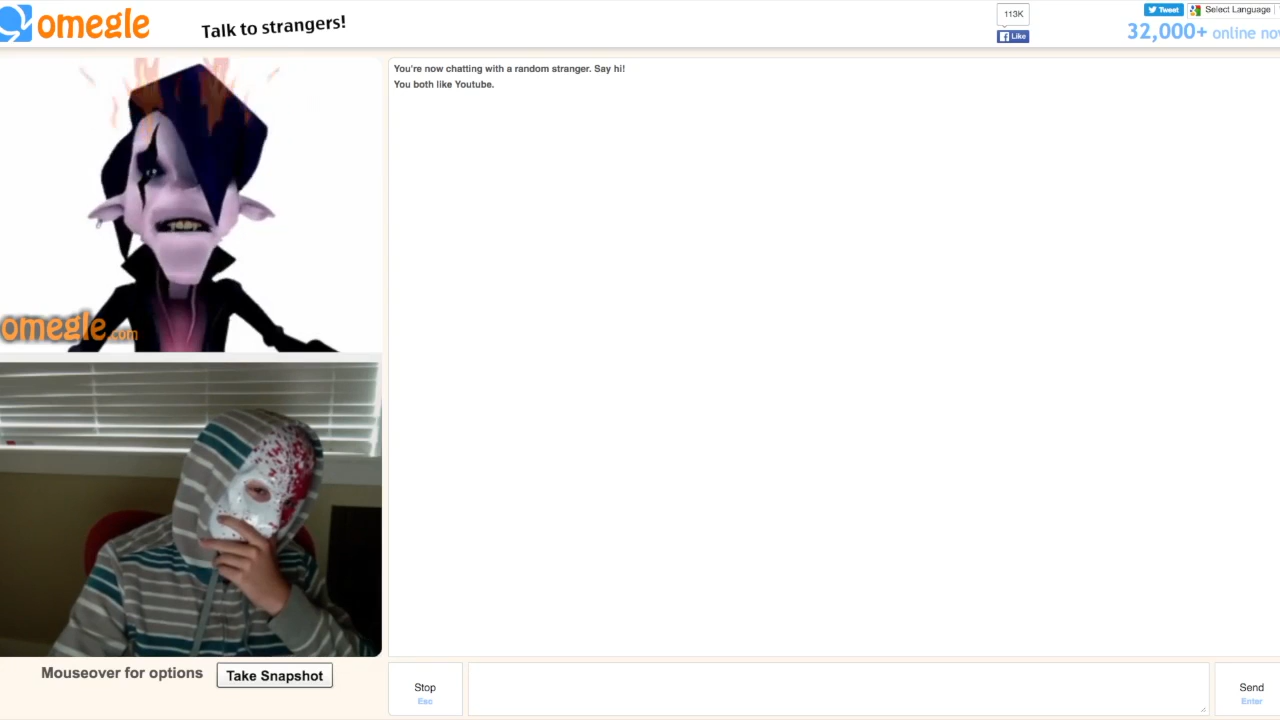 omegle
Talk to strangers!
113K
Like
Tweet
Select Language
32,000+ online no
You're now chatting with a random stranger. Say hi!
You both like Youtube.
omegle.com
Mouseover for options
Take Snapshot
Stop
Esc
Send
Enter